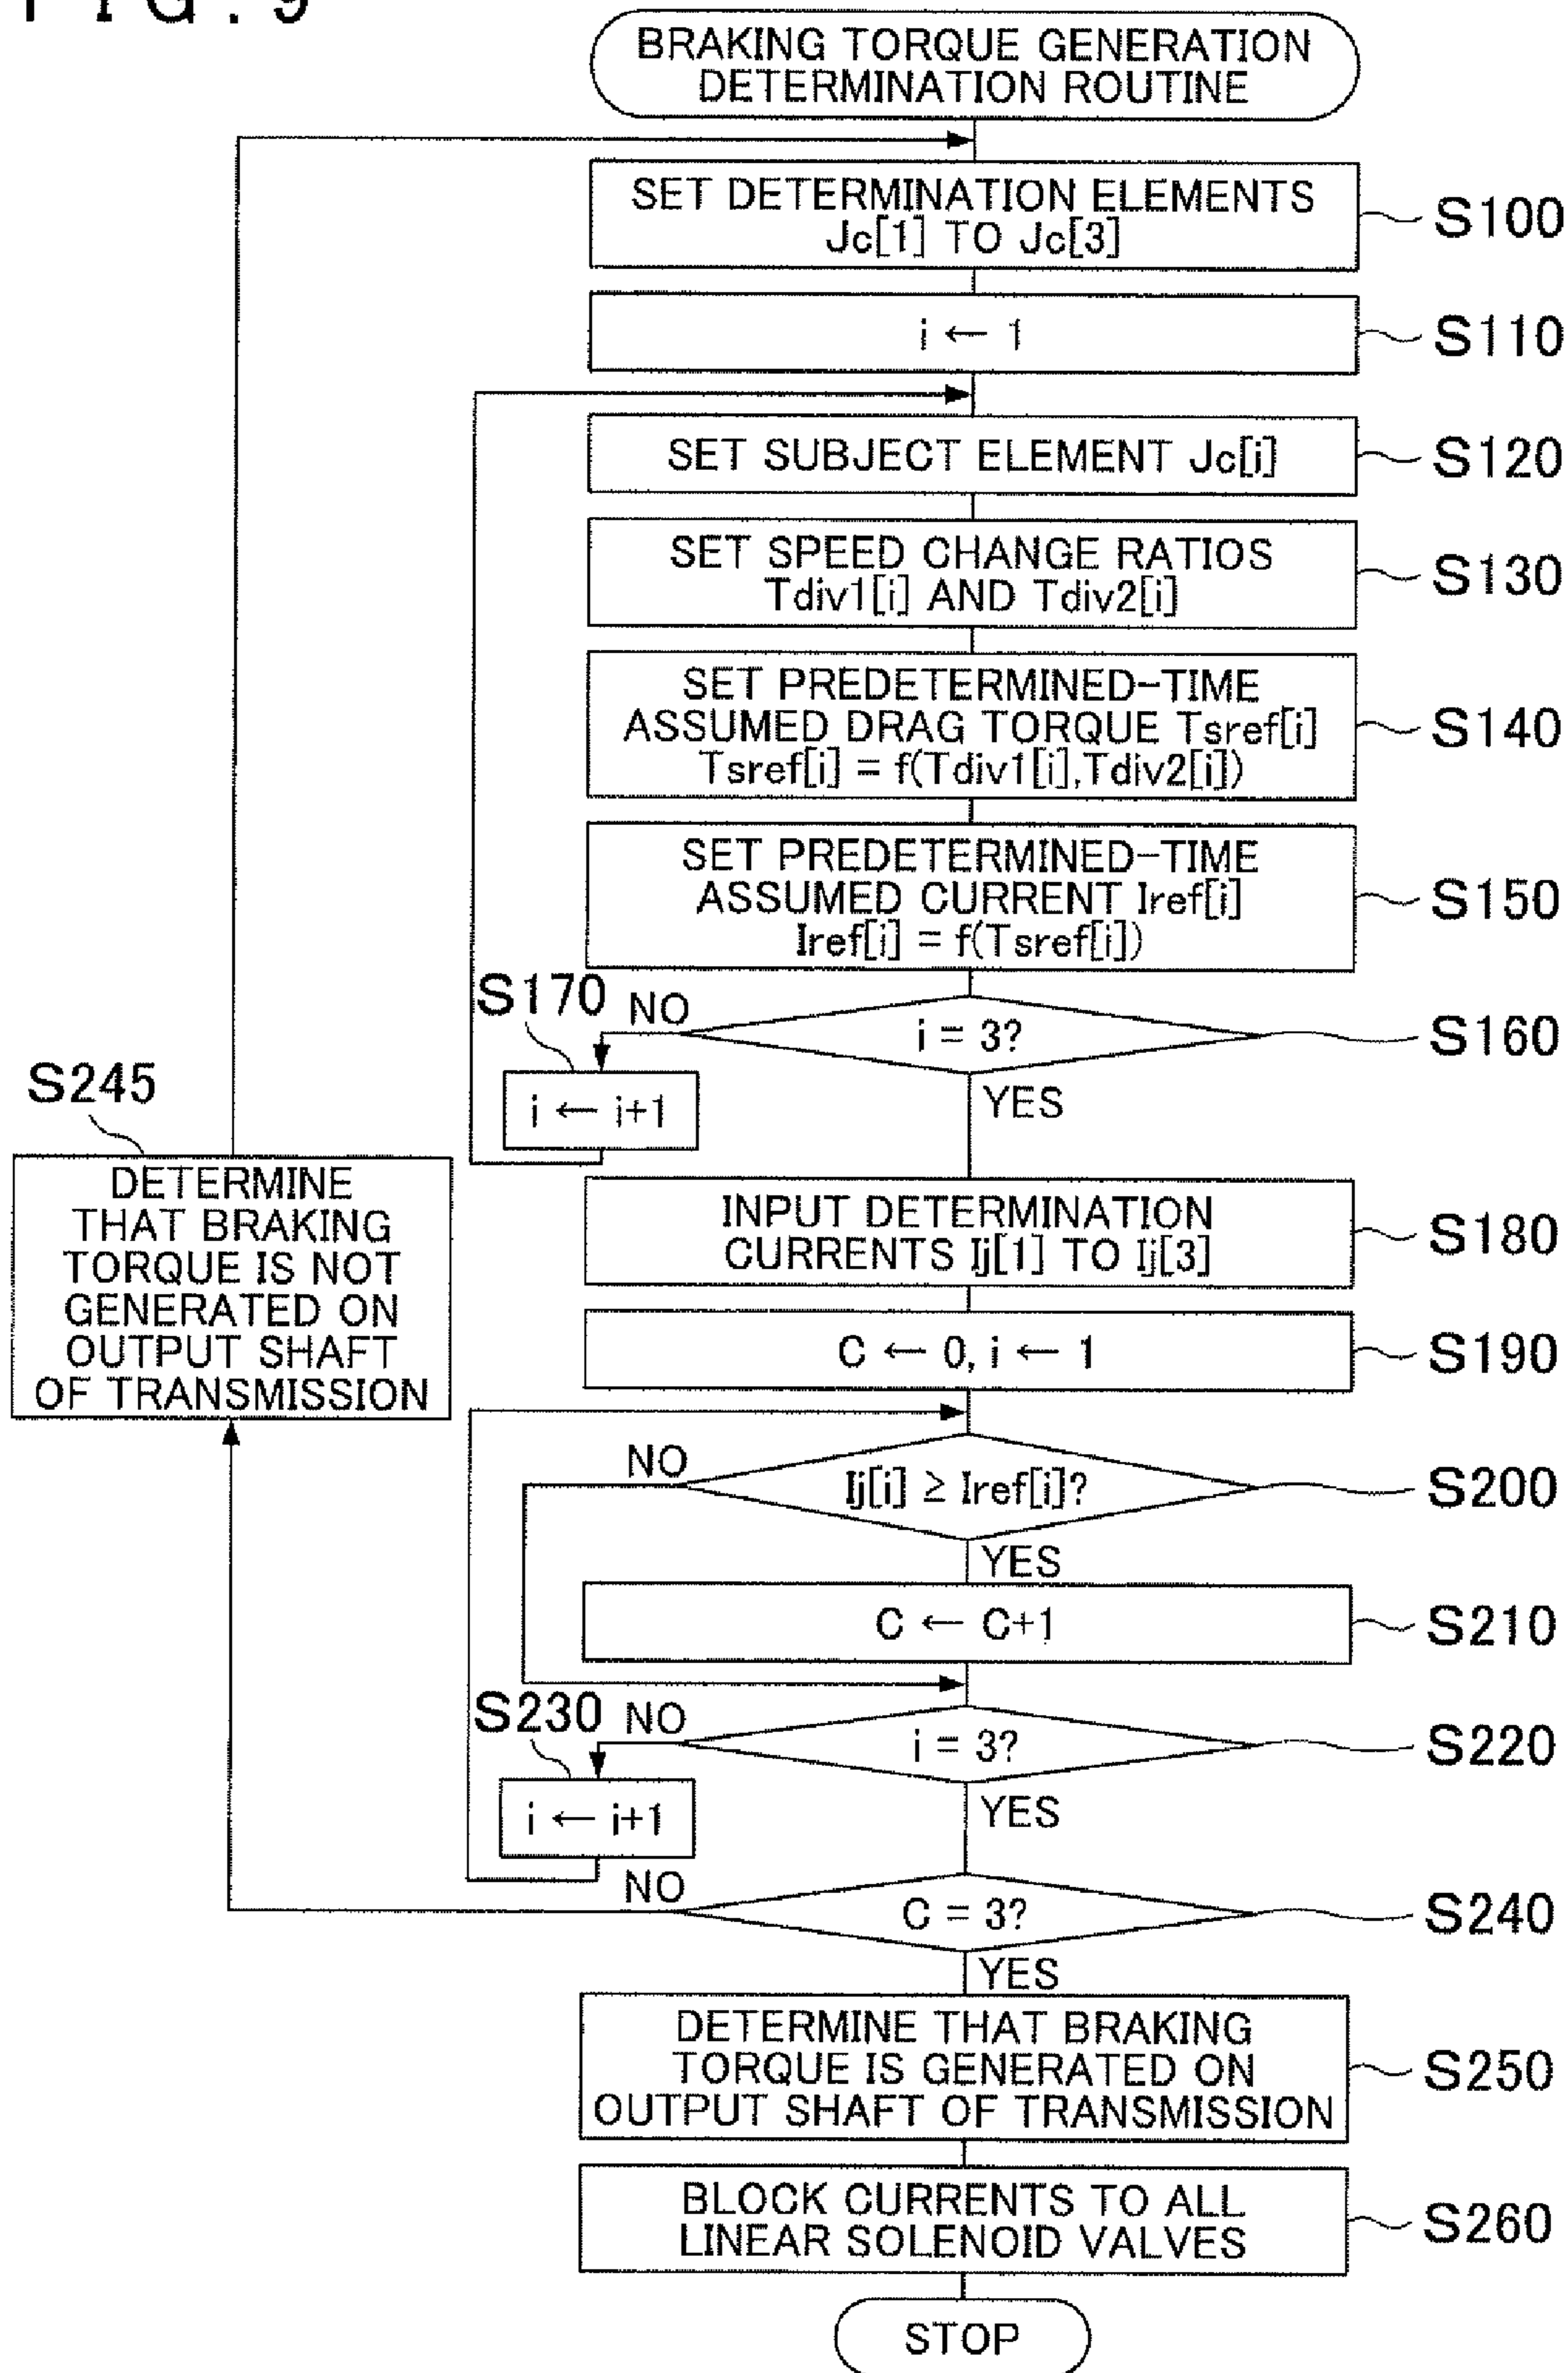 FIG. 9
BRAKING TORQUE GENERATION
DETERMINATION ROUTINE
SET DETERMINATION ELEMENTS
Jc[1] TO Jc[3]
S100
i ← 1
S110
SET SUBJECT ELEMENT Jc[i]
S120
SET SPEED CHANGE RATIOS
Tdiv1[i] AND Tdiv2[i]
S130
SET PREDETERMINED-TIME
ASSUMED DRAG TORQUE Tsref[i]
Tsref[i] = f(Tdiv1[i],Tdiv2[i])
S140
SET PREDETERMINED-TIME
ASSUMED CURRENT Iref[i]
Iref[i] = f(Tsref[i])
S150
i = 3?
S160
NO
YES
S170
i ← i+1
INPUT DETERMINATION
CURRENTS Ij[1] TO Ij[3]
S180
C ← 0, i ← 1
S190
Ij[i] ≥ Iref[i]?
S200
NO
YES
C ← C+1
S210
i = 3?
S220
NO
YES
S230
i ← i+1
C = 3?
S240
NO
YES
S245
DETERMINE
THAT BRAKING
TORQUE IS NOT
GENERATED ON
OUTPUT SHAFT
OF TRANSMISSION
DETERMINE THAT BRAKING
TORQUE IS GENERATED ON
OUTPUT SHAFT OF TRANSMISSION
S250
BLOCK CURRENTS TO ALL
LINEAR SOLENOID VALVES
S260
STOP